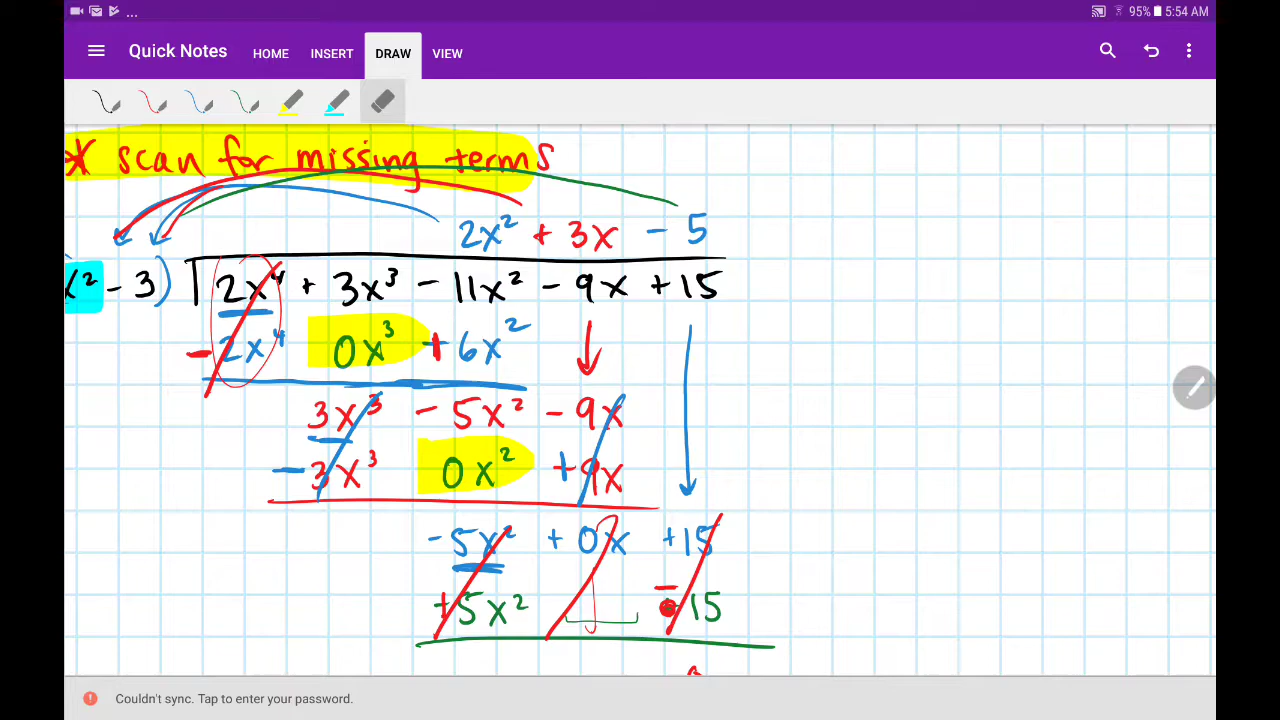 ... 95% 5:54 AM
Quick Notes HOME INSERT DRAW VIEW
* scan for missing terms
2x² + 3x - 5
x² - 3) 2x⁴ + 3x³ - 11x² - 9x + 15
- 2x⁴ 0x³ + 6x²
3x³ - 5x² - 9x
- 3x³ 0x² + 9x
- 5x² + 0x + 15
+ 5x² - 15
Couldn't sync. Tap to enter your password.